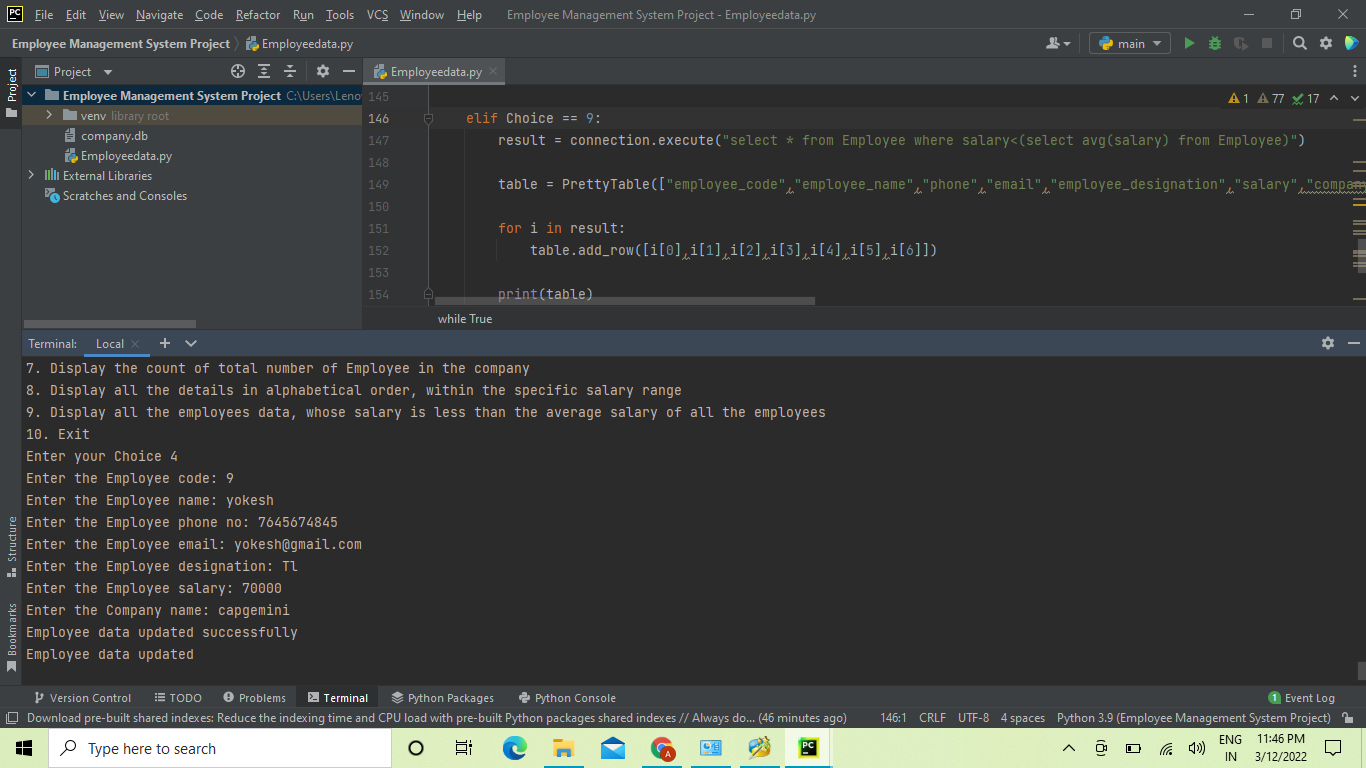 PC File Edit View Navigate Code Refactor Run Tools VCS Window Help Employee Management System Project - Employeedata.py
Employee Management System Project Employeedata.py main
Project
Project
Employee Management System Project C:\Users\Leno
venv library root
company.db
Employeedata.py
External Libraries
Scratches and Consoles
Employeedata.py
1 77 17
145
146 elif Choice == 9:
147 result = connection.execute("select * from Employee where salary<(select avg(salary) from Employee)")
148
149 table = PrettyTable(["employee_code","employee_name","phone","email","employee_designation","salary","compan
150
151 for i in result:
152 table.add_row([i[0],i[1],i[2],i[3],i[4],i[5],i[6]])
153
154 print(table)
while True
Terminal: Local
7. Display the count of total number of Employee in the company
8. Display all the details in alphabetical order, within the specific salary range
9. Display all the employees data, whose salary is less than the average salary of all the employees
10. Exit
Enter your Choice 4
Enter the Employee code: 9
Enter the Employee name: yokesh
Enter the Employee phone no: 7645674845
Enter the Employee email: yokesh@gmail.com
Enter the Employee designation: Tl
Enter the Employee salary: 70000
Enter the Company name: capgemini
Employee data updated successfully
Employee data updated
Structure
Bookmarks
Version Control TODO Problems Terminal Python Packages Python Console 1 Event Log
Download pre-built shared indexes: Reduce the indexing time and CPU load with pre-built Python packages shared indexes // Always do... (46 minutes ago) 146:1 CRLF UTF-8 4 spaces Python 3.9 (Employee Management System Project)
Type here to search
A
PC
ENG
IN
11:46 PM
3/12/2022